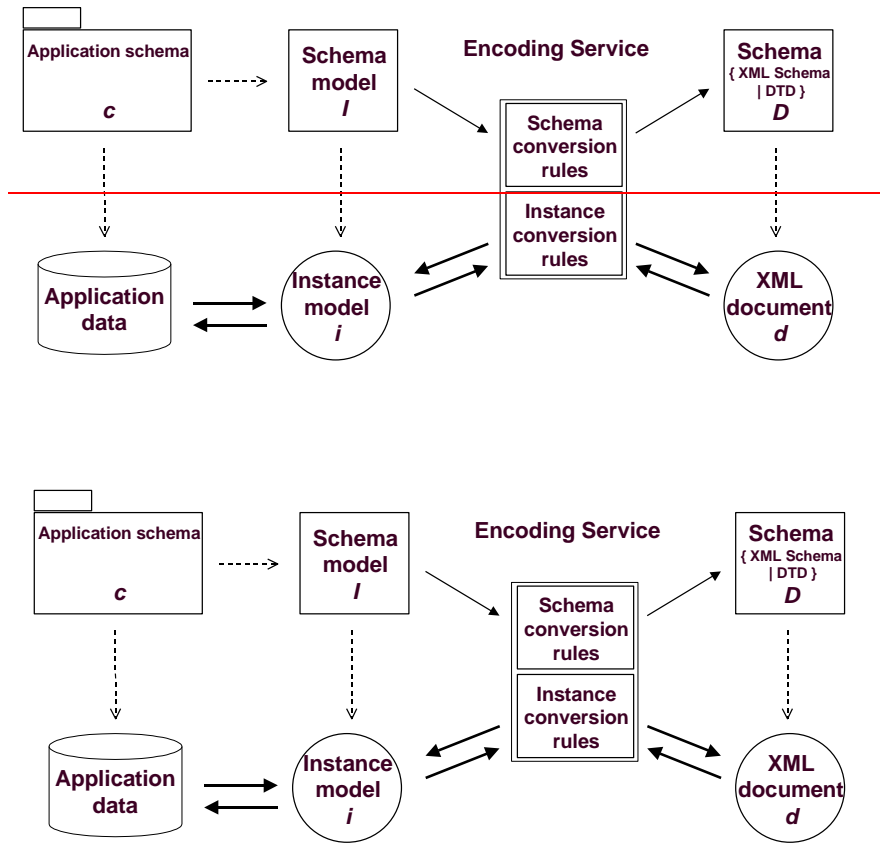 Application schema
c
Schema
model
I
Encoding Service
Schema
{ XML Schema
| DTD }
D
Schema
conversion
rules
Instance
conversion
rules
Application
data
Instance
model
i
XML
document
d
Application schema
c
Schema
model
I
Encoding Service
Schema
{ XML Schema
| DTD }
D
Schema
conversion
rules
Instance
conversion
rules
Application
data
Instance
model
i
XML
document
d